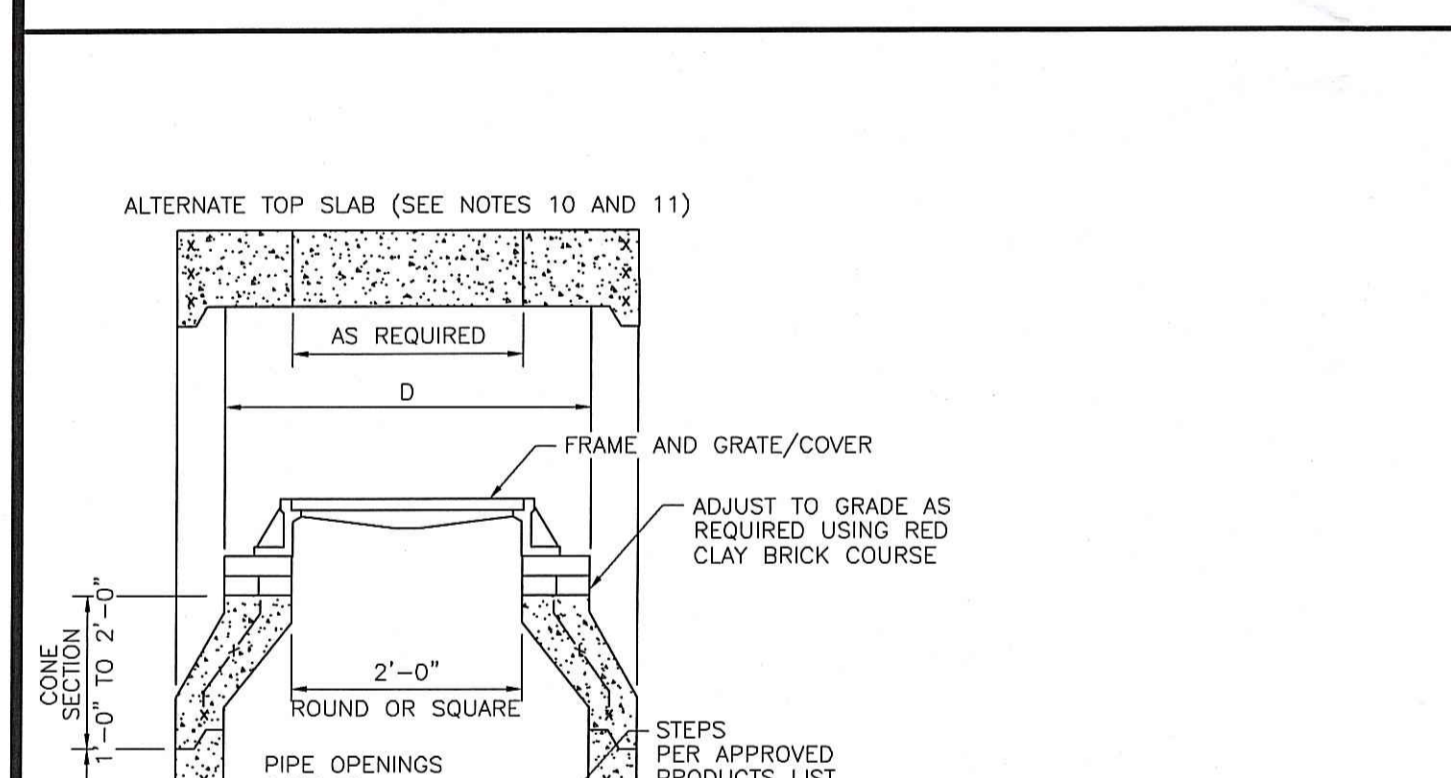 ALTERNATE TOP SLAB (SEE NOTES 10 AND 11)
AS REQUIRED
D
FRAME AND GRATE/COVER
ADJUST TO GRADE AS
REQUIRED USING RED
CLAY BRICK COURSE
CONE
SECTION
1'-0" TO 2'-0"
2'-0"
ROUND OR SQUARE
STEPS
PER APPROVED
PRODUCTS LIST
PIPE OPENINGS